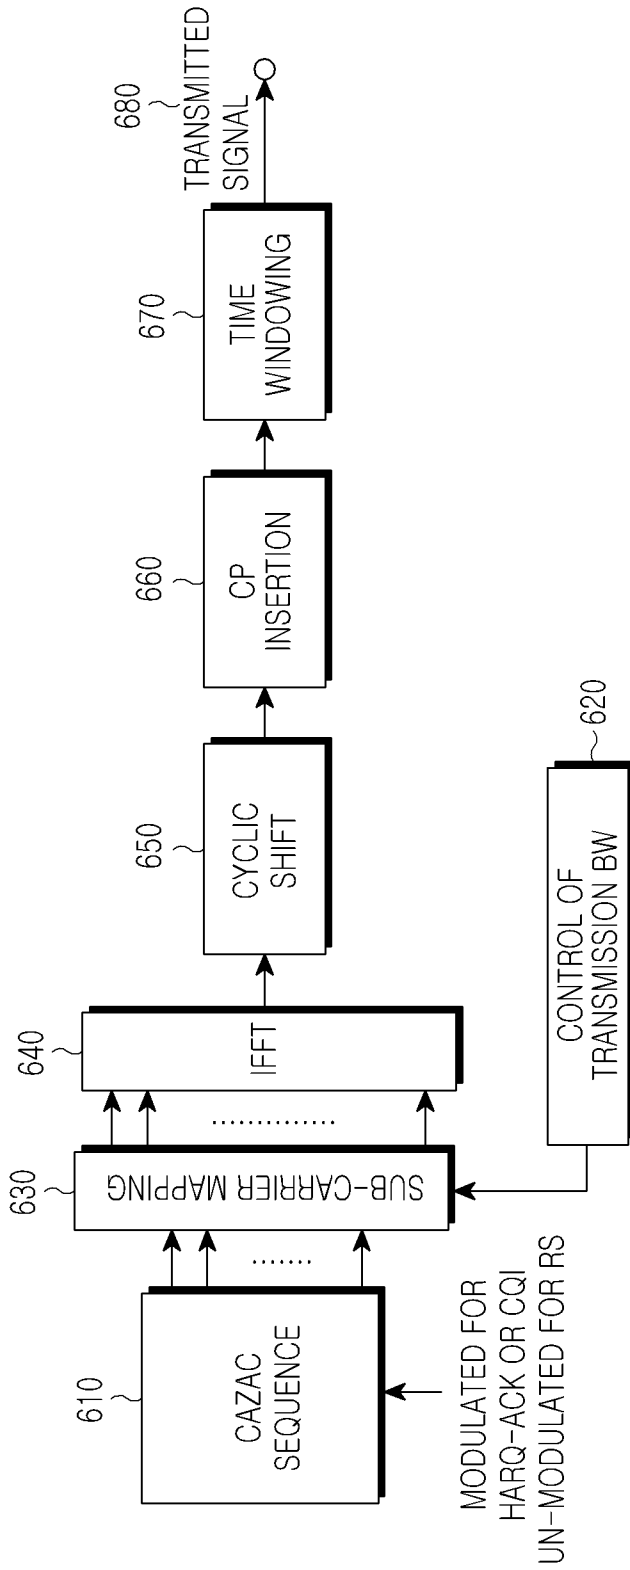 610
CAZAC
SEQUENCE
MODULATED FOR
HARQ-ACK OR CQI
UN-MODULATED FOR RS
630
SUB-CARRIER MAPPING
640
IFFT
CONTROL OF
TRANSMISSION BW
620
650
CYCLIC
SHIFT
660
CP
INSERTION
670
TIME
WINDOWING
680
TRANSMITTED
SIGNAL